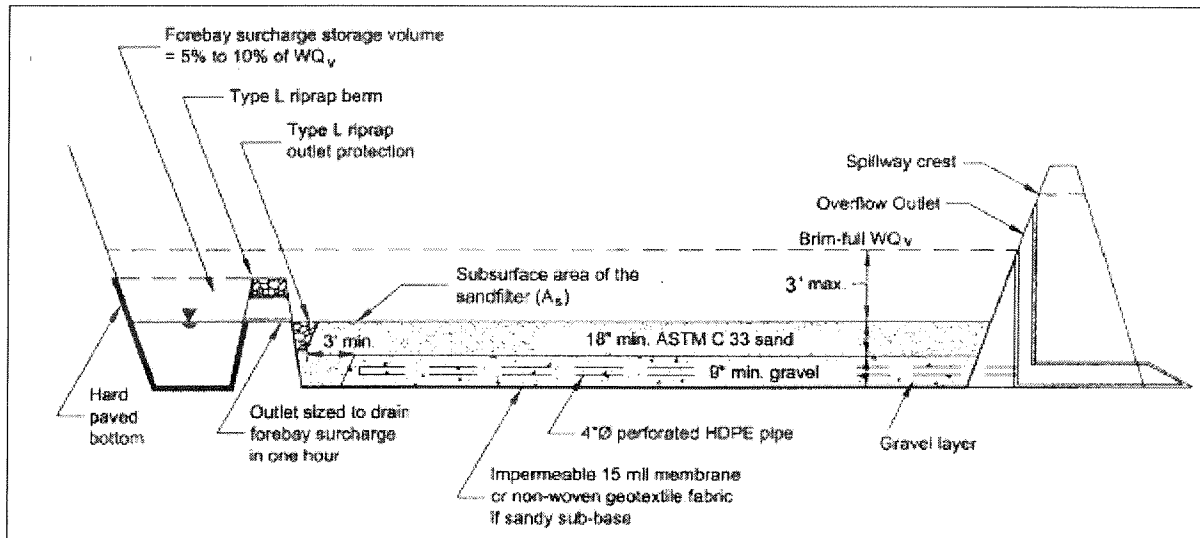 Forebay surcharge storage volume
= 5% to 10% of WQv
Type L riprap berm
Type L riprap
outlet protection
Spillway crest
Overflow Outlet
Brim-full WQv
Subsurface area of the
sandfilter (As)
3' max.
3' min.
18" min. ASTM C 33 sand
9" min. gravel
Hard
paved
bottom
Outlet sized to drain
forebay surcharge
in one hour
4"Ø perforated HDPE pipe
Gravel layer
Impermeable 15 mil membrane
or non-woven geotextile fabric
if sandy sub-base